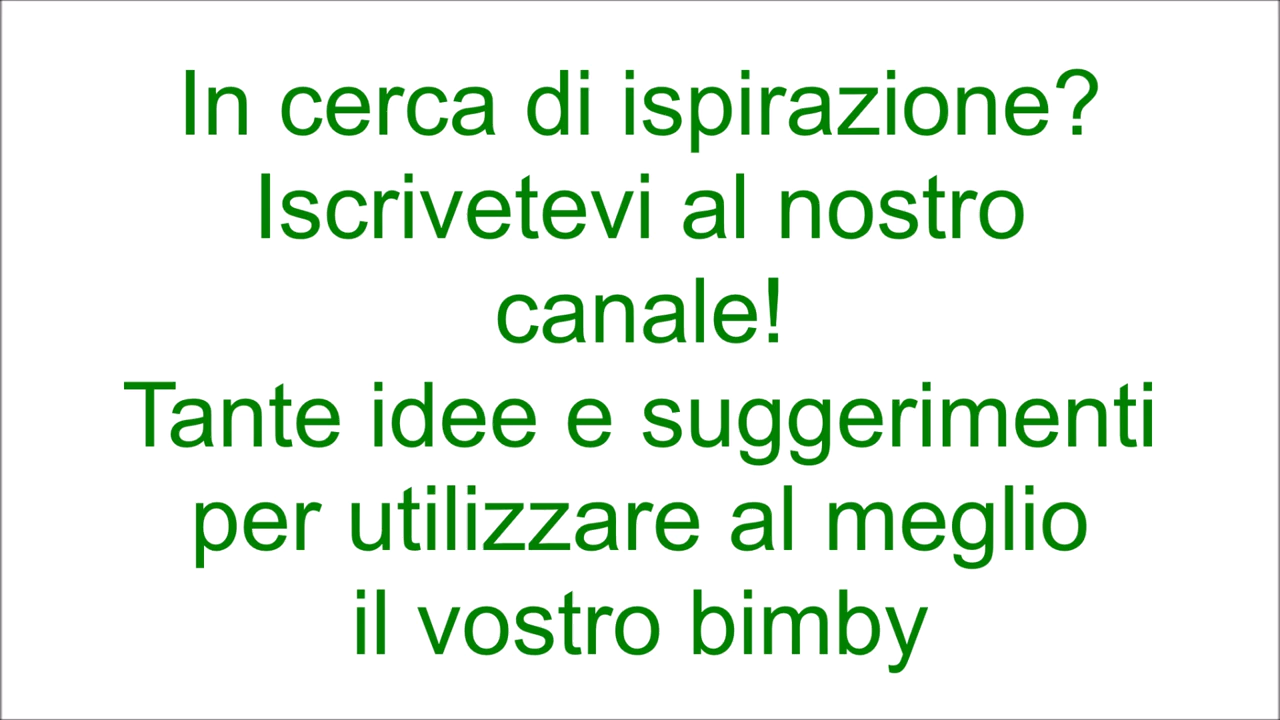 In cerca di ispirazione?
Iscrivetevi al nostro
canale!
Tante idee e suggerimenti
per utilizzare al meglio
il vostro bimby